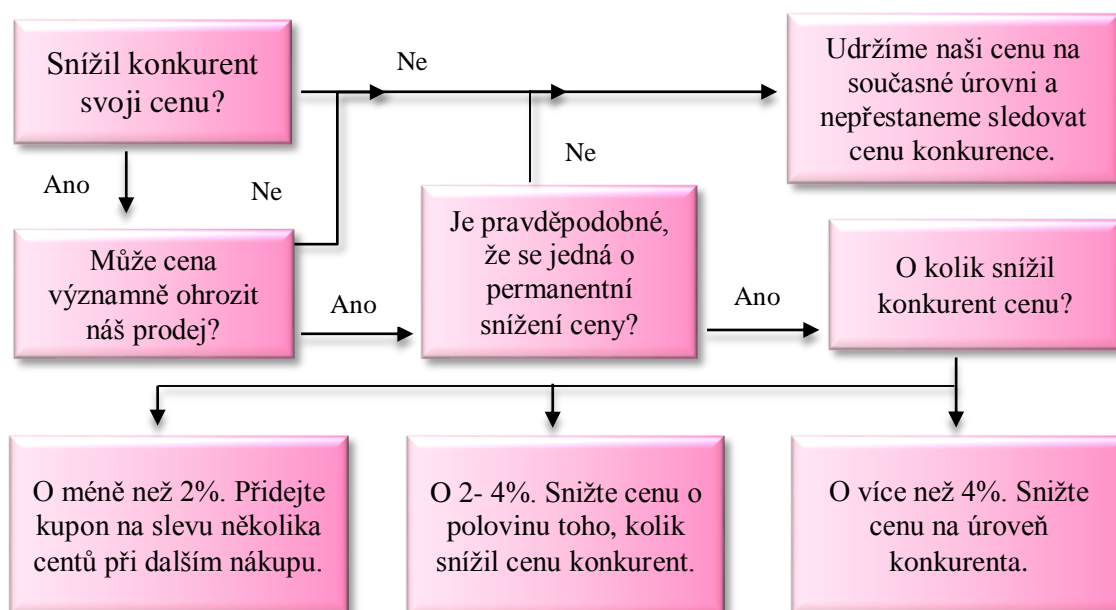 Snížil konkurent
svoji cenu?
Ne
Udržíme naši cenu na
současné úrovni a
nepřestaneme sledovat
cenu konkurence.
Ano
Ne
Ne
Může cena
významně ohrozit
náš prodej?
Ano
Je pravděpodobné,
že se jedná o
permanentní
snížení ceny?
Ano
O kolik snížil
konkurent cenu?
O méně než 2%. Přidejte
kupon na slevu několika
centů při dalším nákupu.
O 2- 4%. Snižte cenu o
polovinu toho, kolik
snížil cenu konkurent.
O více než 4%. Snižte
cenu na úroveň
konkurenta.